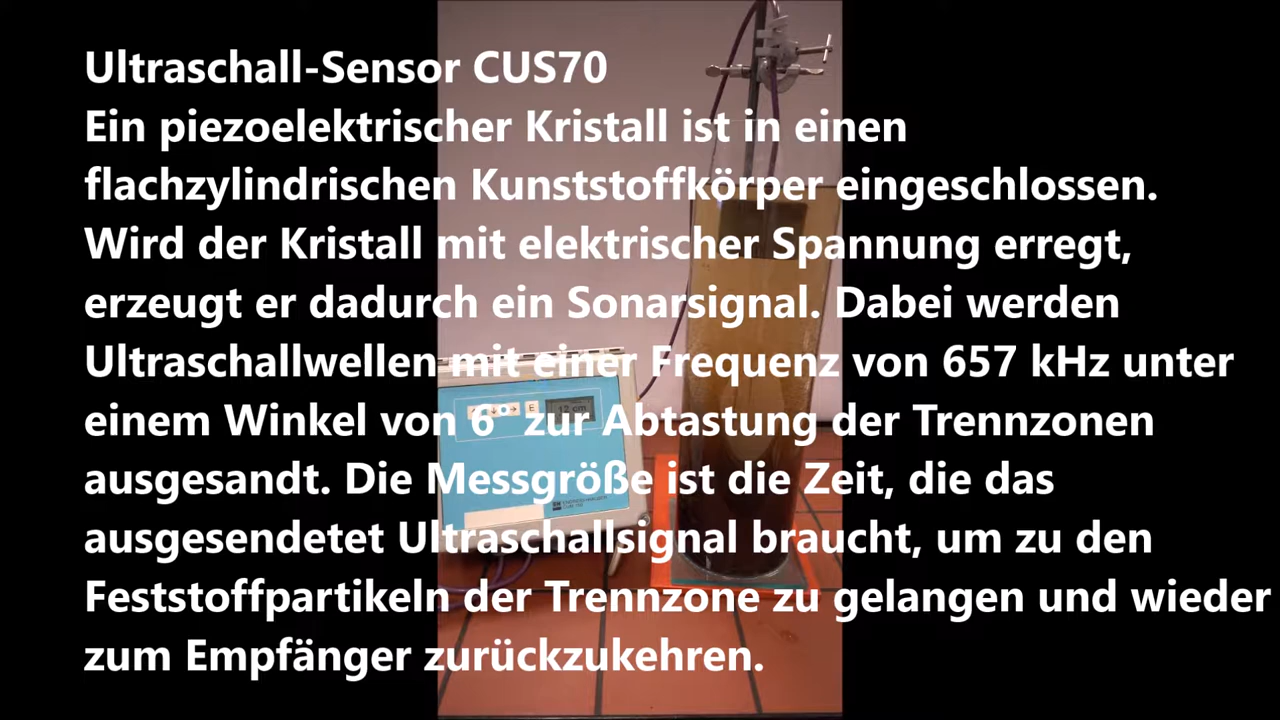 Ultraschall-Sensor CUS70
Ein piezoelektrischer Kristall ist in einen
flachzylindrischen Kunststoffkörper eingeschlossen.
Wird der Kristall mit elektrischer Spannung erregt,
erzeugt er dadurch ein Sonarsignal. Dabei werden
Ultraschallwellen mit einer Frequenz von 657 kHz unter
einem Winkel von 6° zur Abtastung der Trennzonen
ausgesandt. Die Messgröße ist die Zeit, die das
ausgesendetet Ultraschallsignal braucht, um zu den
Feststoffpartikeln der Trennzone zu gelangen und wieder
zum Empfänger zurückzukehren.
E
12 cm